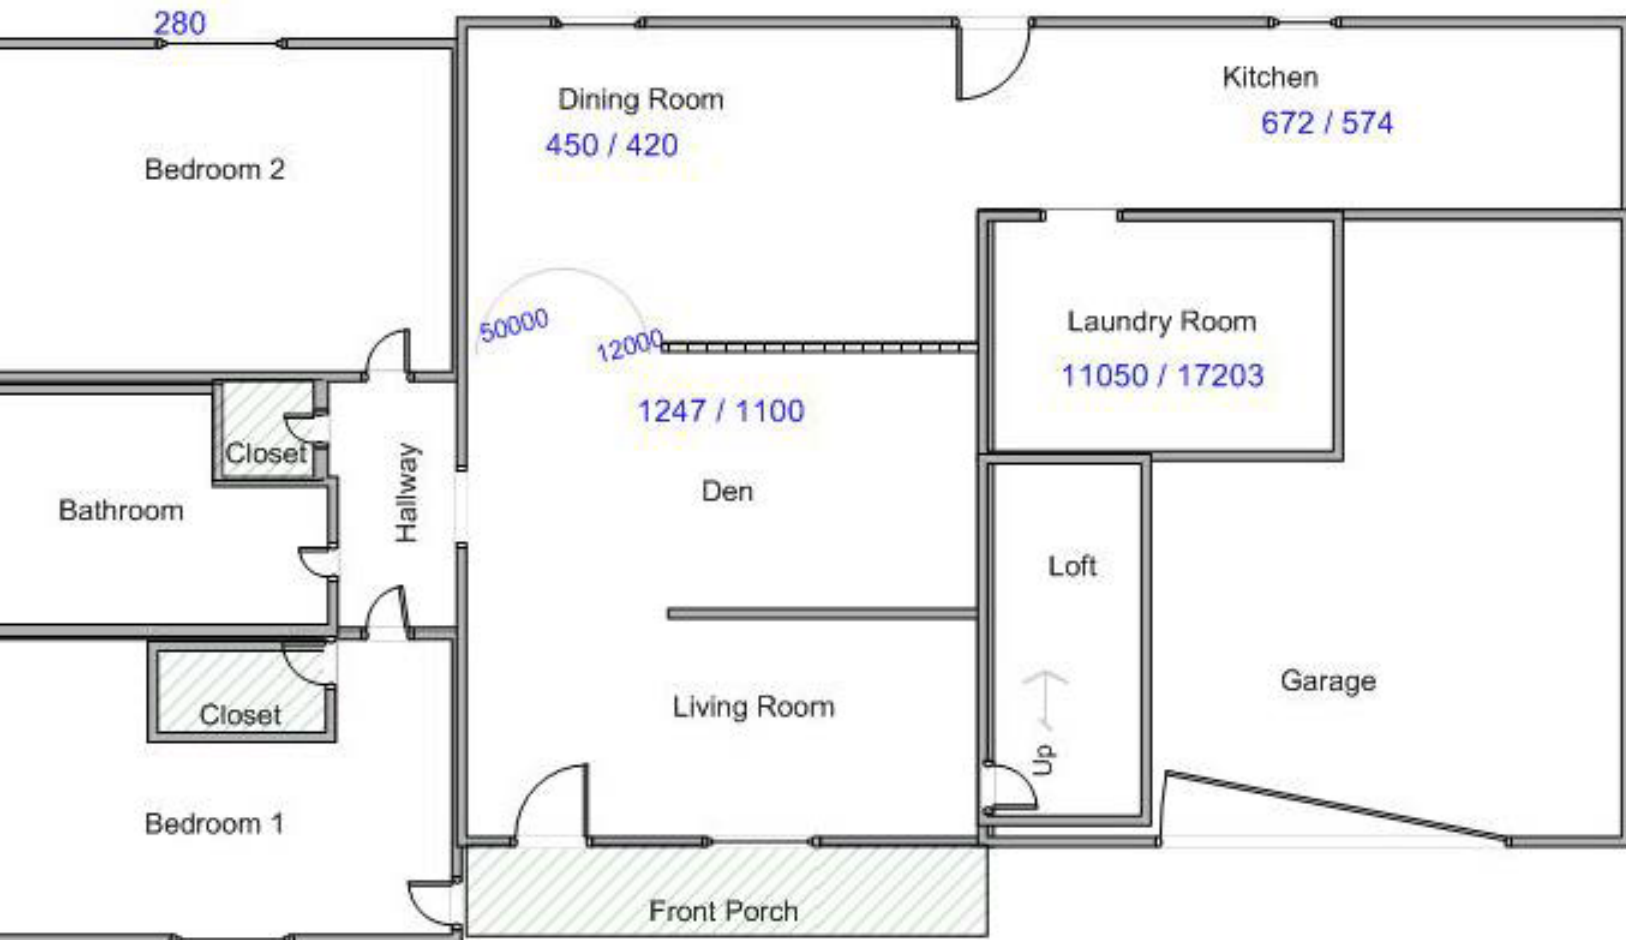 280
Dining Room
450 / 420
Kitchen
672 / 574
Bedroom 2
50000
12000
Laundry Room
11050 / 17203
1247 / 1100
Closet
Hallway
Den
Bathroom
Loft
Up
Garage
Closet
Living Room
Bedroom 1
Front Porch